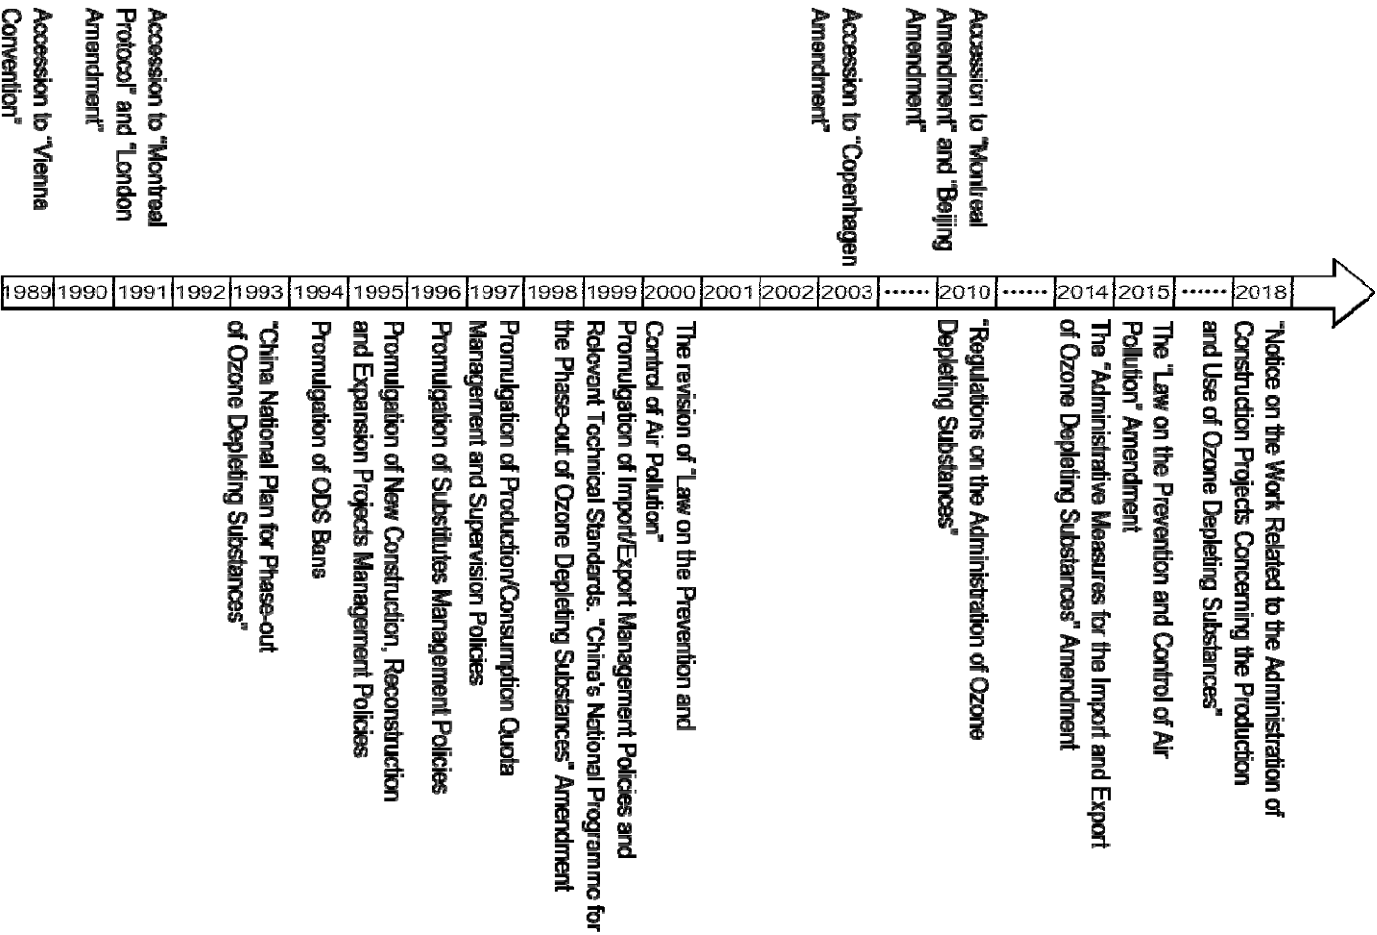 Accession to "Vienna
Convention"
Accession to "Montreal
Protocol" and "London
Amendment"
Accession to "Copenhagen
Amendment"
Accession to "Montreal
Amendment" and "Beijing
Amendment"
1989 1990 1991 1992 1993 1994 1995 1996 1997 1998 1999 2000 2001 2002 2003 ...... 2010 ...... 2014 2015 ...... 2018
"China National Plan for Phase-out
of Ozone Depleting Substances"
Promulgation of ODS Bans
Promulgation of New Construction, Reconstruction
and Expansion Projects Management Policies
Promulgation of Substitutes Management Policies
Promulgation of Production/Consumption Quota
Management and Supervision Policies
Promulgation of Import/Export Management Policies and
Relevant Technical Standards. "China's National Programme for
the Phase-out of Ozone Depleting Substances" Amendment
The revision of "Law on the Prevention and
Control of Air Pollution"
"Regulations on the Administration of Ozone
Depleting Substances"
The "Administrative Measures for the Import and Export
of Ozone Depleting Substances" Amendment
The "Law on the Prevention and Control of Air
Pollution" Amendment
"Notice on the Work Related to the Administration of
Construction Projects Concerning the Production
and Use of Ozone Depleting Substances"